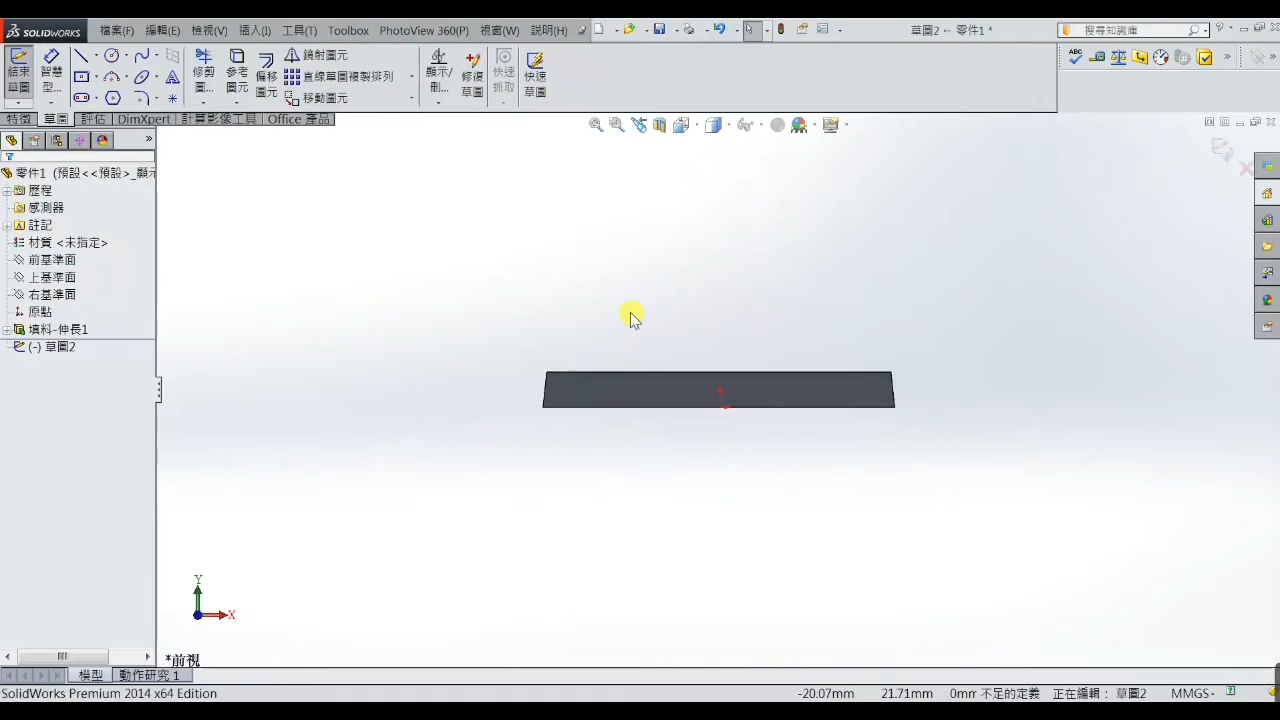 SOLIDWORKS 檔案(F) 編輯(E) 檢視(V) 插入(I) 工具(T) Toolbox PhotoView 360(P) 視窗(W) 說明(H) 草圖2 ← 零件1 * 搜尋知識庫
結束草圖 智慧型... 修剪圖... 參考圖元 偏移圖元 鏡射圖元 直線草圖複製排列 移動圖元 顯示/刪... 修復草圖 快速抓取 快速草圖
特徵 草圖 評估 DimXpert 計算影像工具 Office 產品
零件1 (預設<<預設>_顯示
歷程
感測器
註記
材質 <未指定>
前基準面
上基準面
右基準面
原點
填料-伸長1
(-) 草圖2
Y
X
*前視
模型 動作研究 1
SolidWorks Premium 2014 x64 Edition -20.07mm 21.71mm 0mm 不足的定義 正在編輯： 草圖2 MMGS